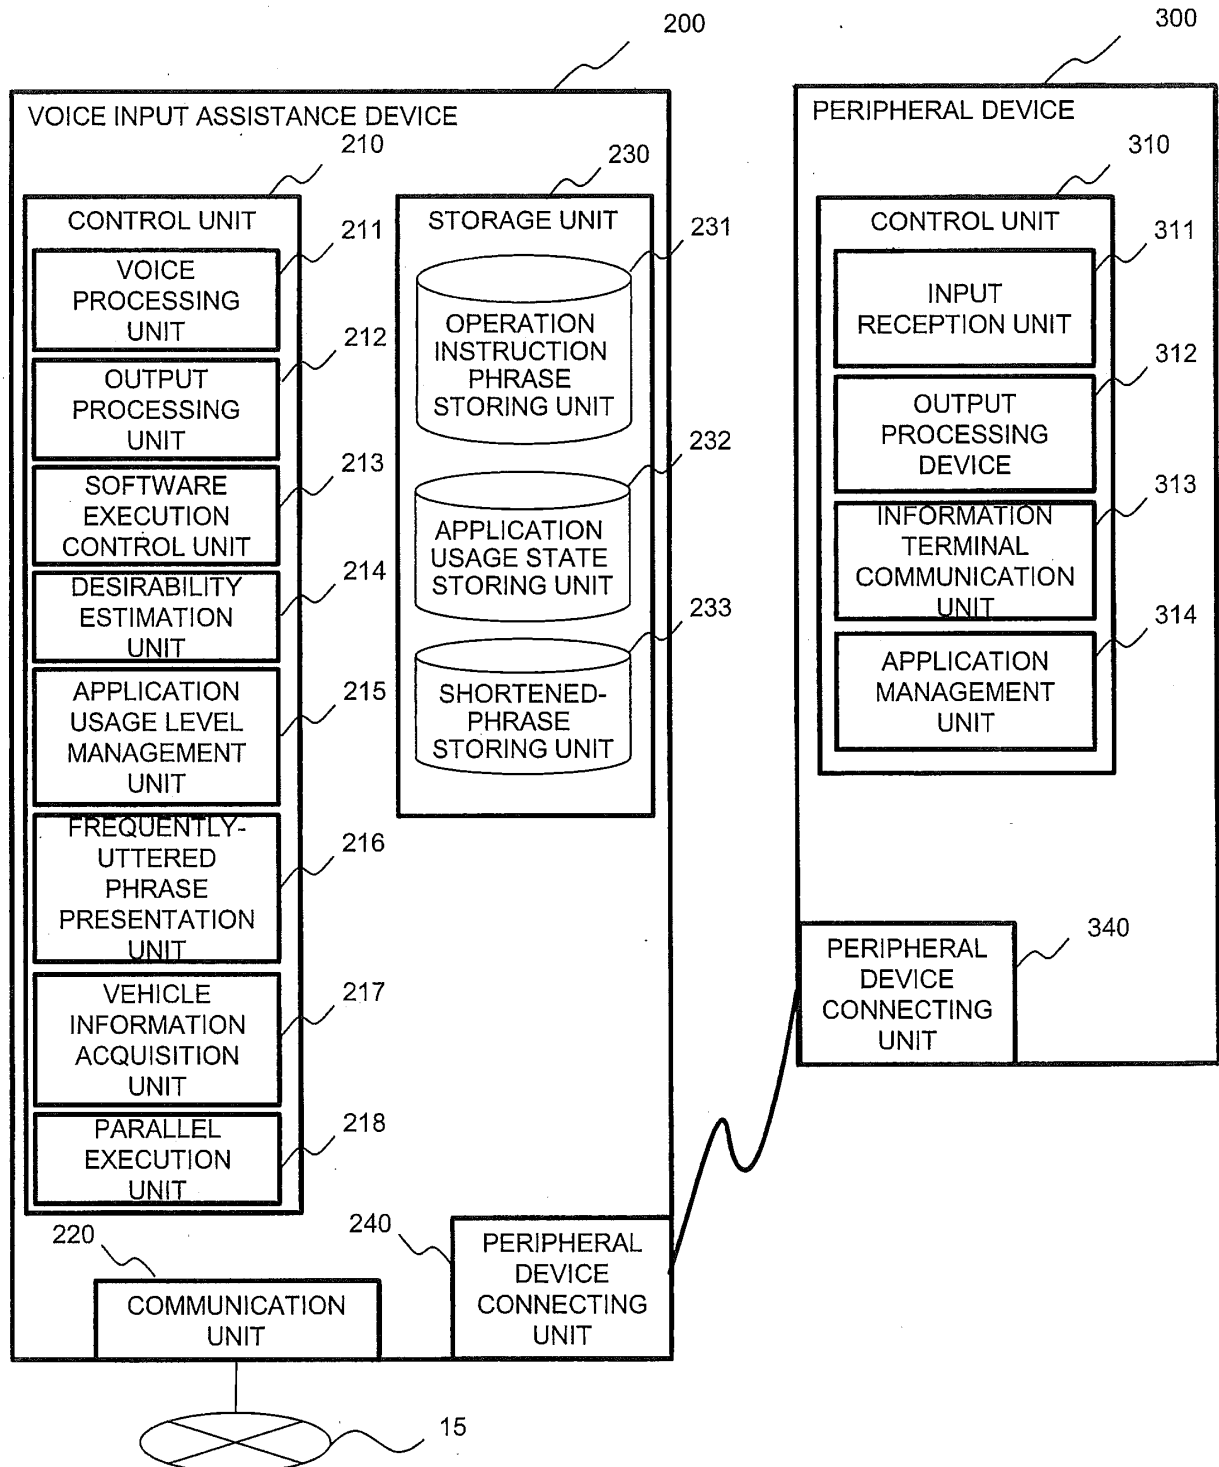 200
VOICE INPUT ASSISTANCE DEVICE
210
CONTROL UNIT
211
VOICE
PROCESSING
UNIT
212
OUTPUT
PROCESSING
UNIT
213
SOFTWARE
EXECUTION
CONTROL UNIT
214
DESIRABILITY
ESTIMATION
UNIT
215
APPLICATION
USAGE LEVEL
MANAGEMENT
UNIT
216
FREQUENTLY-
UTTERED
PHRASE
PRESENTATION
UNIT
217
VEHICLE
INFORMATION
ACQUISITION
UNIT
218
PARALLEL
EXECUTION
UNIT
230
STORAGE UNIT
231
OPERATION
INSTRUCTION
PHRASE
STORING UNIT
232
APPLICATION
USAGE STATE
STORING UNIT
233
SHORTENED-
PHRASE
STORING UNIT
220
COMMUNICATION
UNIT
240
PERIPHERAL
DEVICE
CONNECTING
UNIT
15
300
PERIPHERAL DEVICE
310
CONTROL UNIT
311
INPUT
RECEPTION UNIT
312
OUTPUT
PROCESSING
DEVICE
313
INFORMATION
TERMINAL
COMMUNICATION
UNIT
314
APPLICATION
MANAGEMENT
UNIT
340
PERIPHERAL
DEVICE
CONNECTING
UNIT